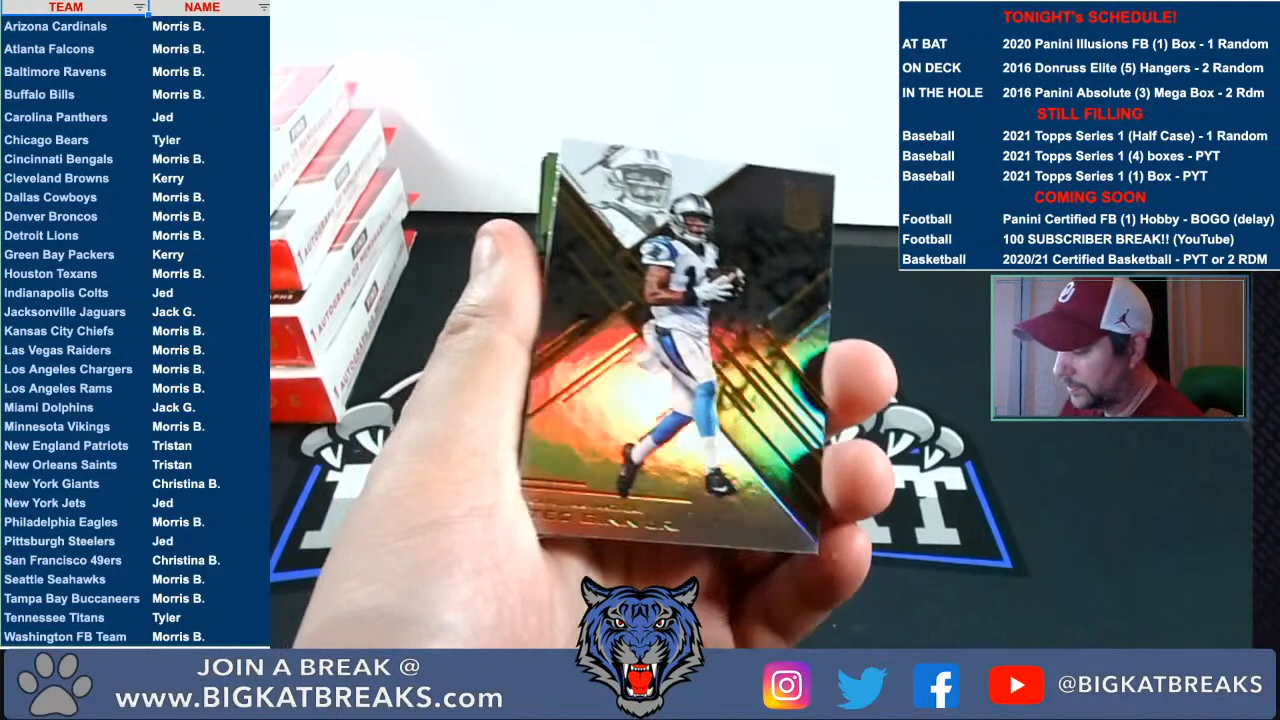 TEAM NAME
Arizona Cardinals Morris B.
Atlanta Falcons Morris B.
Baltimore Ravens Morris B.
Buffalo Bills Morris B.
Carolina Panthers Jed
Chicago Bears Tyler
Cincinnati Bengals Morris B.
Cleveland Browns Kerry
Dallas Cowboys Morris B.
Denver Broncos Morris B.
Detroit Lions Morris B.
Green Bay Packers Kerry
Houston Texans Morris B.
Indianapolis Colts Jed
Jacksonville Jaguars Jack G.
Kansas City Chiefs Morris B.
Las Vegas Raiders Morris B.
Los Angeles Chargers Morris B.
Los Angeles Rams Morris B.
Miami Dolphins Jack G.
Minnesota Vikings Morris B.
New England Patriots Tristan
New Orleans Saints Tristan
New York Giants Christina B.
New York Jets Jed
Philadelphia Eagles Morris B.
Pittsburgh Steelers Jed
San Francisco 49ers Christina B.
Seattle Seahawks Morris B.
Tampa Bay Buccaneers Morris B.
Tennessee Titans Tyler
Washington FB Team Morris B.
TONIGHT's SCHEDULE!
AT BAT 2020 Panini Illusions FB (1) Box - 1 Random
ON DECK 2016 Donruss Elite (5) Hangers - 2 Random
IN THE HOLE 2016 Panini Absolute (3) Mega Box - 2 Rdm
STILL FILLING
Baseball 2021 Topps Series 1 (Half Case) - 1 Random
Baseball 2021 Topps Series 1 (4) boxes - PYT
Baseball 2021 Topps Series 1 (1) Box - PYT
COMING SOON
Football Panini Certified FB (1) Hobby - BOGO (delay)
Football 100 SUBSCRIBER BREAK!! (YouTube)
Basketball 2020/21 Certified Basketball - PYT or 2 RDM
1 AUTOGRAPH
JOIN A BREAK @
www.BIGKATBREAKS.com
@BIGKATBREAKS